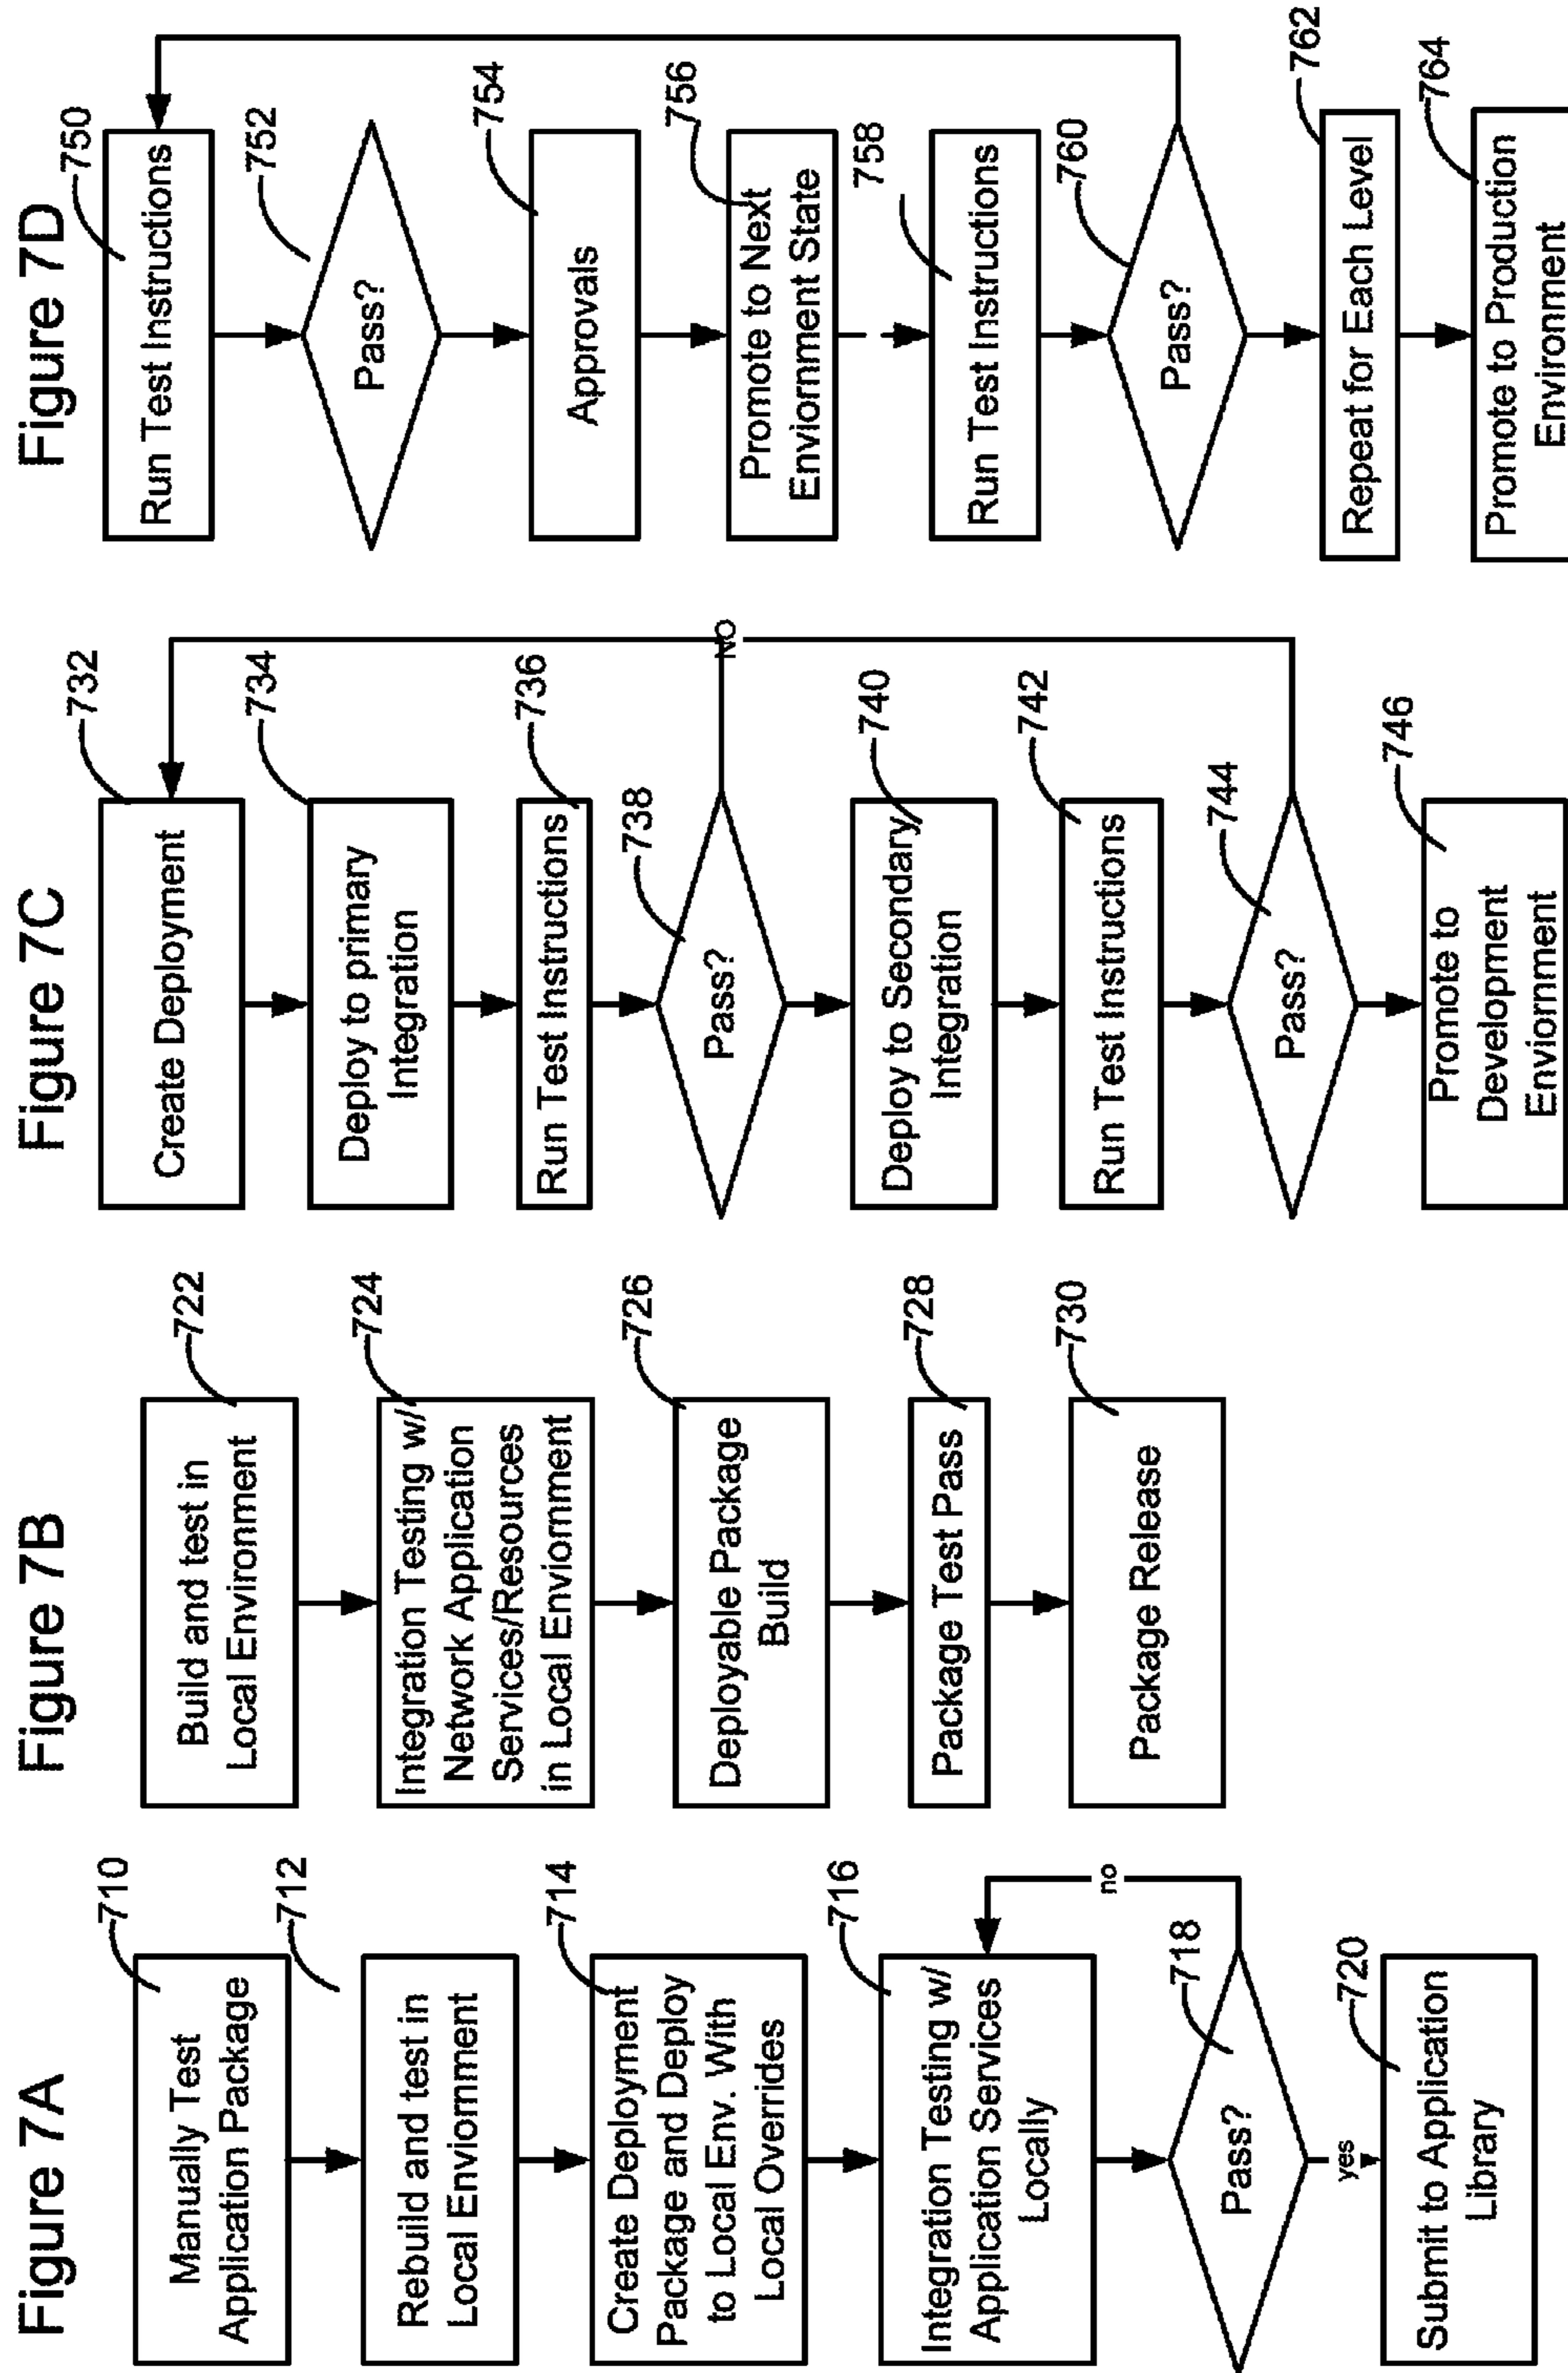 Figure 7A
710
Manually Test
Application Package
712
Rebuild and test in
Local Enviornment
714
Create Deployment
Package and Deploy
to Local Env. With
Local Overrides
716
Integration Testing w/
Application Services
Locally
no
718
Pass?
yes
720
Submit to Application
Library
Figure 7B
722
Build and test in
Local Environment
724
Integration Testing w/
Network Application
Services/Resources
in Local Enviornment
726
Deployable Package
Build
728
Package Test Pass
730
Package Release
Figure 7C
732
Create Deployment
734
Deploy to primary
Integration
736
Run Test Instructions
738
Pass?
NO
740
Deploy to Secondary
Integration
742
Run Test Instructions
744
Pass?
746
Promote to
Development
Enviornment
Figure 7D
750
Run Test Instructions
752
Pass?
754
Approvals
756
Promote to Next
Enviornment State
758
Run Test Instructions
760
Pass?
762
Repeat for Each Level
764
Promote to Production
Environment